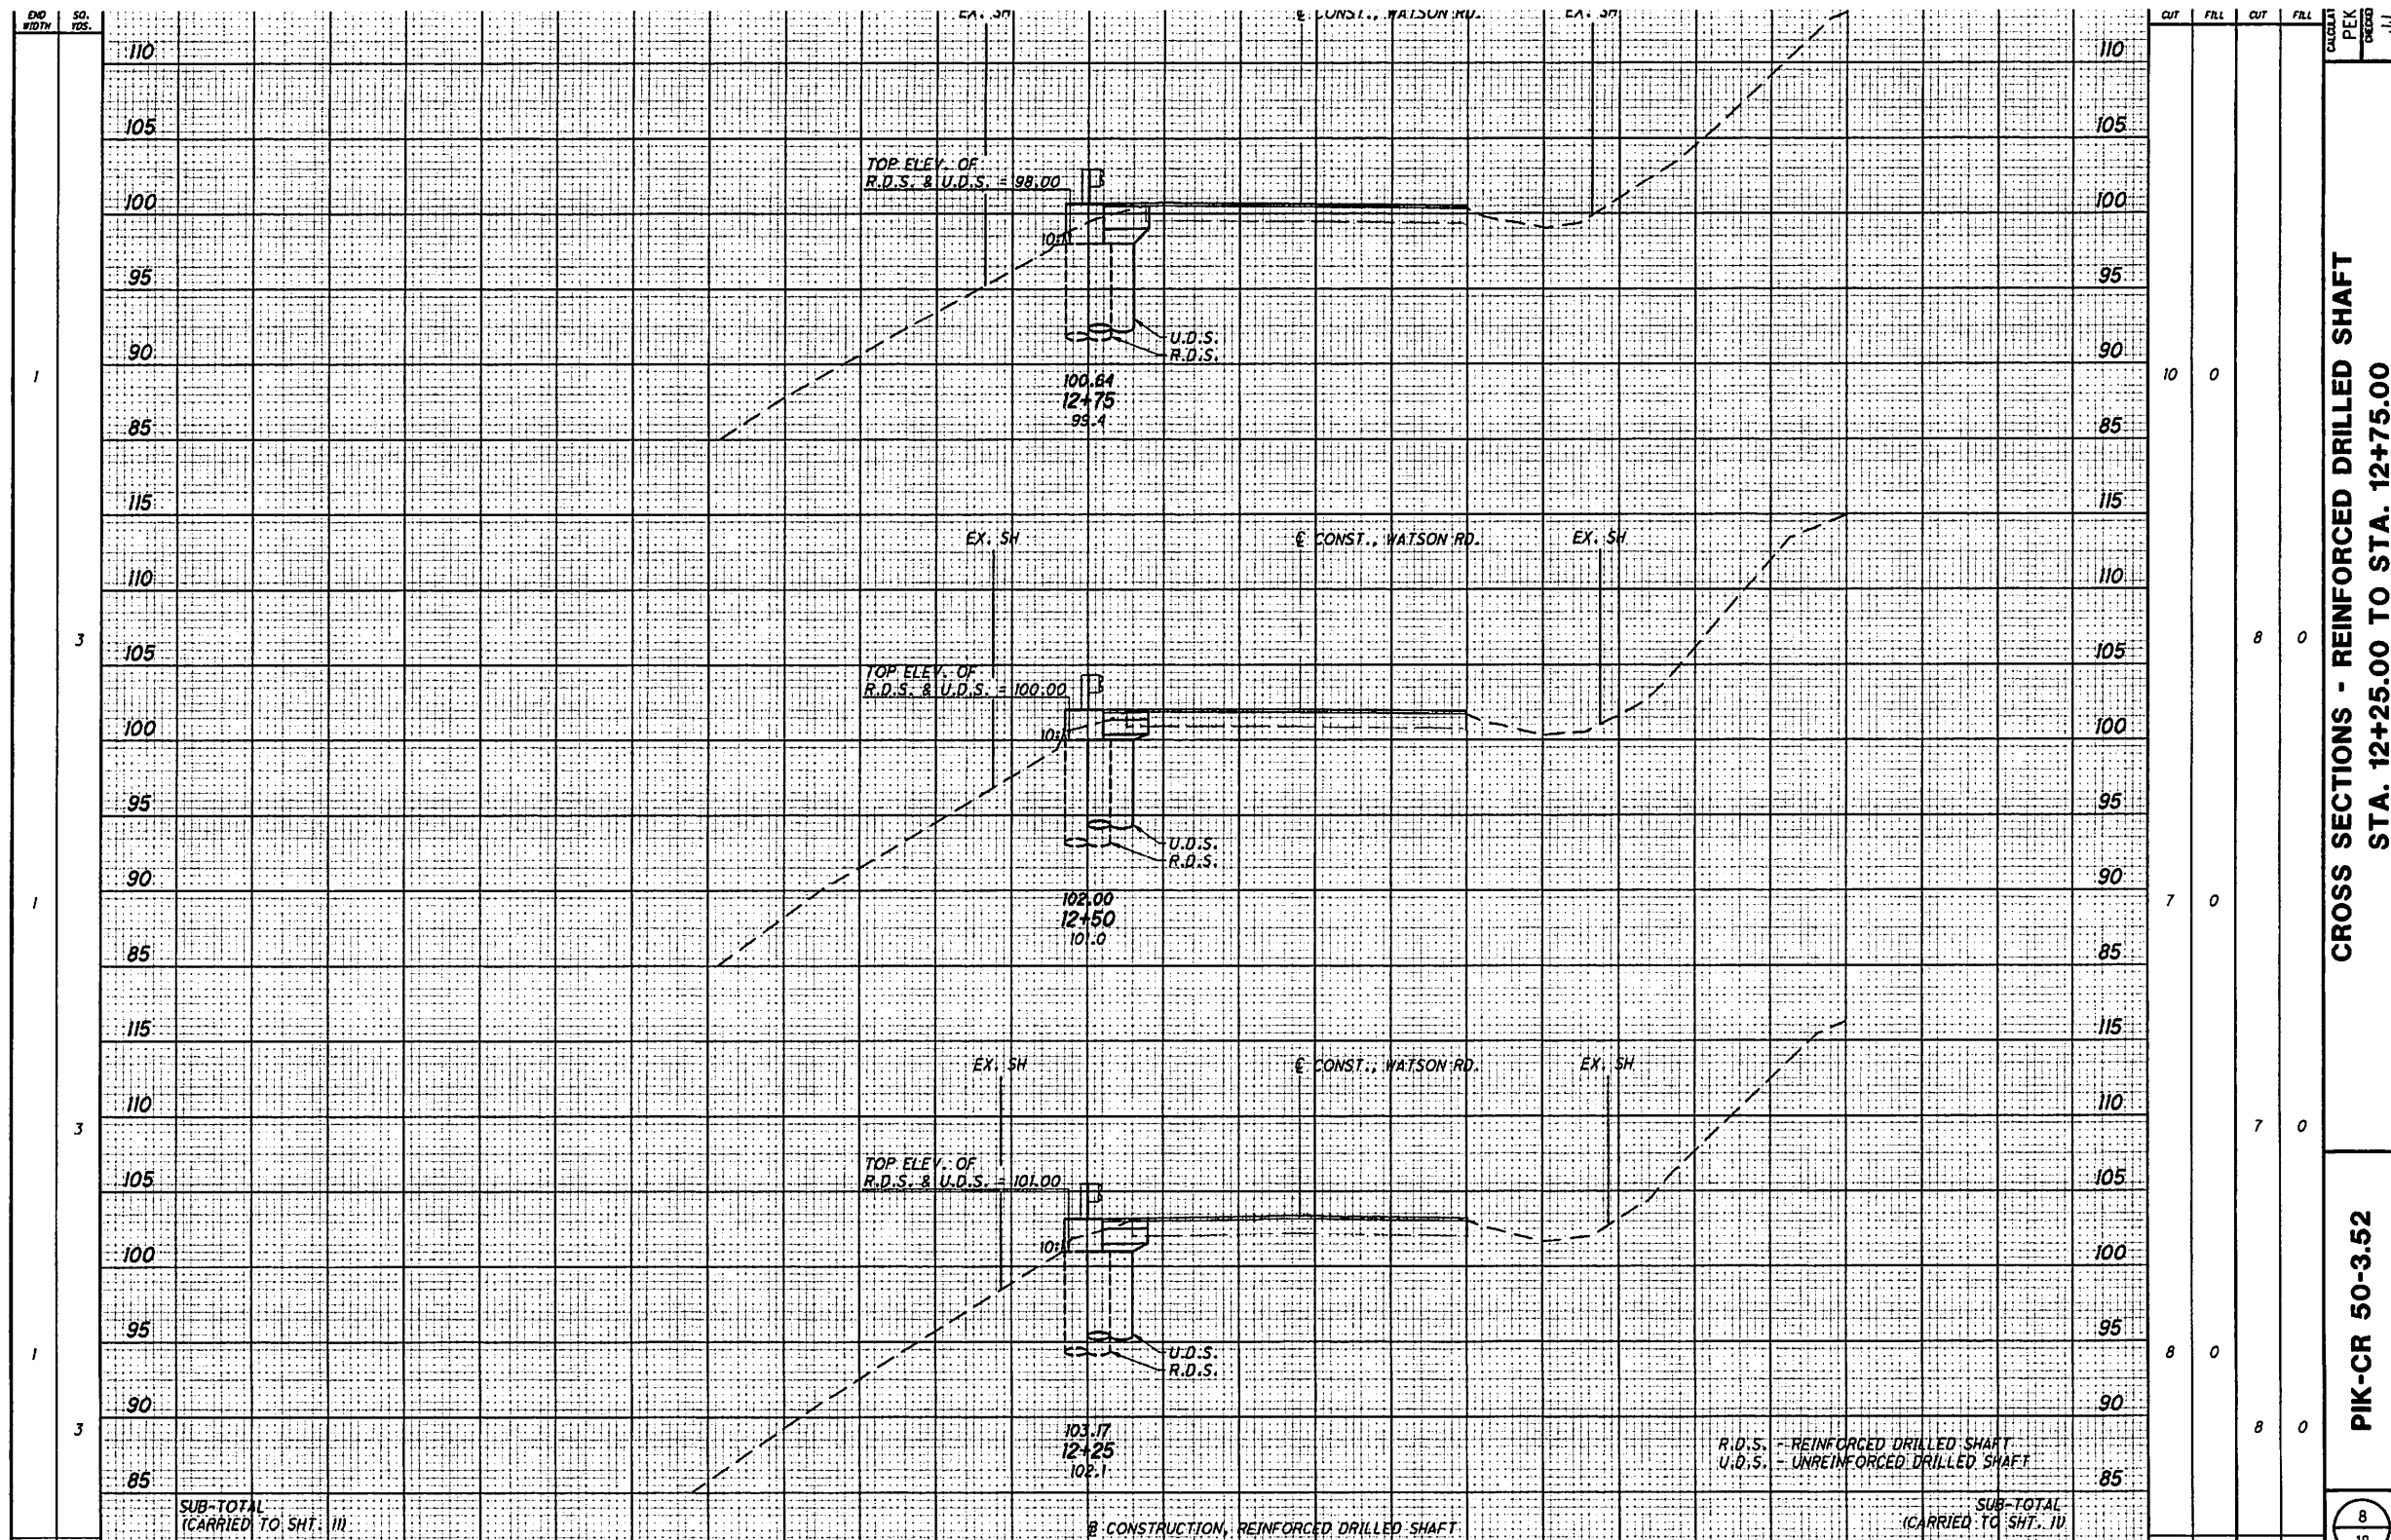 END WIDTH
SQ. YDS.
EX. SH
℄ CONST., WATSON RD.
EX. SH
CUT FILL CUT FILL
110 110
105 105
TOP ELEV. OF
R.D.S. & U.D.S. = 98.00
100 100
10:1
95 95
U.D.S.
90 90
R.D.S.
1 10 0
100.64
12+75
99.4
85 85
115 115
EX. SH ℄ CONST., WATSON RD. EX. SH
110 110
3 8 0
105 105
TOP ELEV. OF
R.D.S. & U.D.S. = 100.00
100 100
10:1
95 95
U.D.S.
R.D.S.
90 90
1 7 0
102.00
12+50
101.0
85 85
115 115
EX. SH ℄ CONST., WATSON RD. EX. SH
110 110
3 7 0
TOP ELEV. OF
105 105
R.D.S. & U.D.S. = 101.00
10:1
100 100
95 95
1 U.D.S. 8 0
R.D.S.
90 90
3 8 0
103.17
12+25
102.1
R.D.S. - REINFORCED DRILLED SHAFT
U.D.S. - UNREINFORCED DRILLED SHAFT
85 85
SUB-TOTAL
(CARRIED TO SHT. 11)
SUB-TOTAL
(CARRIED TO SHT. 11)
CONSTRUCTION, REINFORCED DRILLED SHAFT
PEK
CROSS SECTIONS - REINFORCED DRILLED SHAFT
STA. 12+25.00 TO STA. 12+75.00
PIK-CR 50-3.52
8